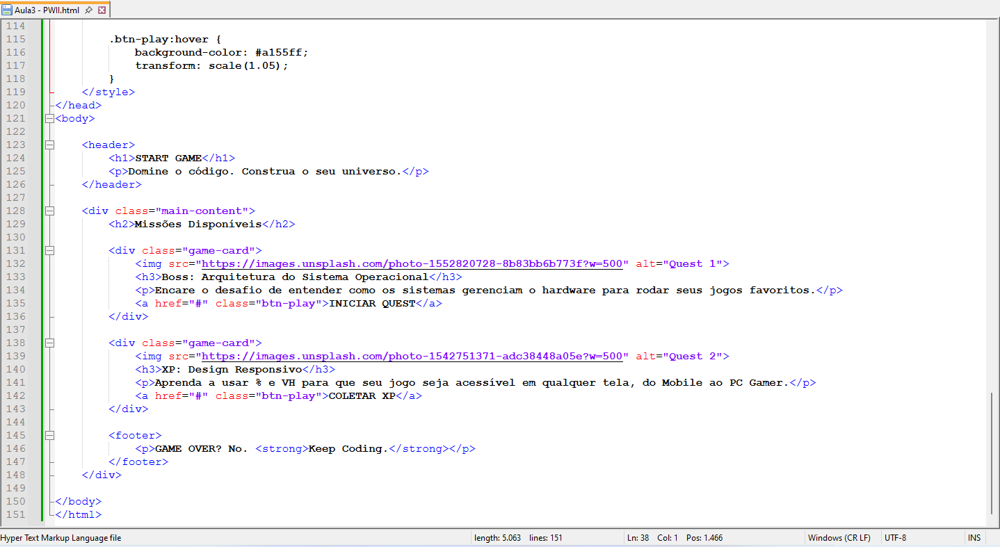 Aula3 - PWII.html
114
115 .btn-play:hover {
116 background-color: #a155ff;
117 transform: scale(1.05);
118 }
119 </style>
120 </head>
121 <body>
122
123 <header>
124 <h1>START GAME</h1>
125 <p>Domine o código. Construa o seu universo.</p>
126 </header>
127
128 <div class="main-content">
129 <h2>Missões Disponíveis</h2>
130
131 <div class="game-card">
132 <img src="https://images.unsplash.com/photo-1552820728-8b83bb6b773f?w=500" alt="Quest 1">
133 <h3>Boss: Arquitetura do Sistema Operacional</h3>
134 <p>Encare o desafio de entender como os sistemas gerenciam o hardware para rodar seus jogos favoritos.</p>
135 <a href="#" class="btn-play">INICIAR QUEST</a>
136 </div>
137
138 <div class="game-card">
139 <img src="https://images.unsplash.com/photo-1542751371-adc38448a05e?w=500" alt="Quest 2">
140 <h3>XP: Design Responsivo</h3>
141 <p>Aprenda a usar % e VH para que seu jogo seja acessível em qualquer tela, do Mobile ao PC Gamer.</p>
142 <a href="#" class="btn-play">COLETAR XP</a>
143 </div>
144
145 <footer>
146 <p>GAME OVER? No. <strong>Keep Coding.</strong></p>
147 </footer>
148 </div>
149
150 </body>
151 </html>
Hyper Text Markup Language file length: 5.063 lines: 151 Ln: 38 Col: 1 Pos: 1.466 Windows (CR LF) UTF-8 INS